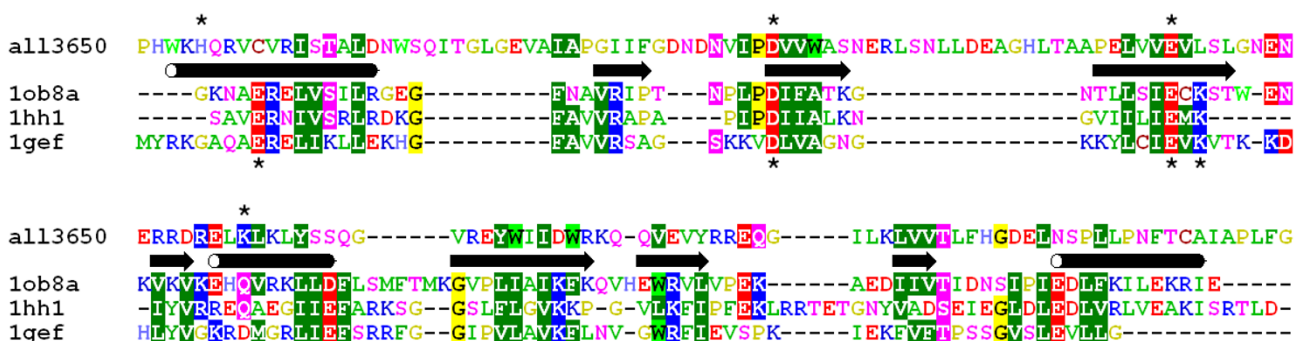 * * *
all3650 PHWKHQRVCVRISTALDNWSQITGLGEVAIAPGIIFGDNDNVIPDVVWASNERLSNLLDEAGHLTAAPELVVEVLSLGNEN
1ob8a ----GKNAERELVSILRGEG---------FNAVRIPT---NPLPDIFATKG---------------NTLLSIECKSTW-EN
1hh1 -----SAVERNIVSRLRDKG---------FAVVRAPA----PIPDIIALKN---------------GVIILIEMK------
1gef MYRKGAQAERELIKLLEKHG---------FAVVRSAG---SKKVDLVAGNG---------------KKYLCIEVKVTK-KD
* * * *
*
all3650 ERRDRELKLKLYSSQG------VREYWIIDWRKQ-QVEVYRREQG-----ILKLVVTLFHGDELNSPLLPNFTCAIAPLFG
1ob8a KVKVKEHQVRKLLDFLSMFTMKGVPLIAIKFKQVHEWRVLVPEK------AEDIIVTIDNSIPIEDLFKILEKRIE-----
1hh1 -IYVRREQAEGIIEFARKSG--GSLFLGVKKP-G-VLKFIPFEKLRRTETGNYVADSEIEGLDLEDLVRLVEAKISRTLD-
1gef HLYVGKRDMGRLIEFSRRFG--GIPVLAVKFLNV-GWRFIEVSPK-----IEKFVFTPSSGVSLEVLLG------------